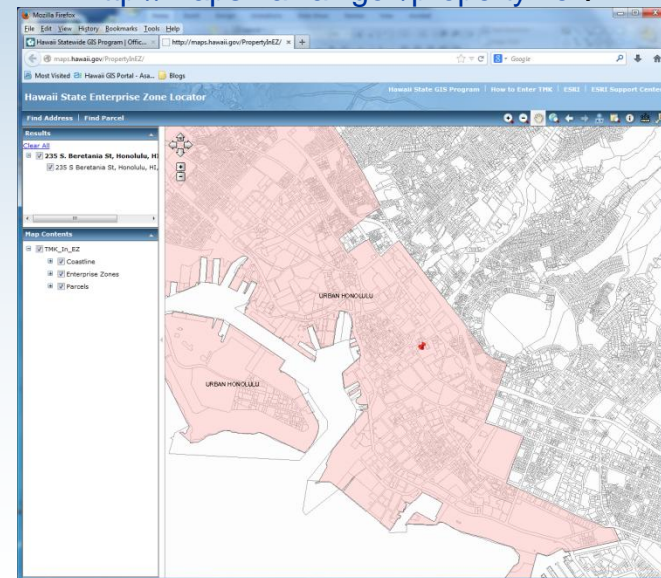 Mozilla Firefox
File Edit View History Bookmarks Tools Help
Hawaii Statewide GIS Program | Offic...
http://maps.hawaii.gov/PropertyInEZ/
maps.hawaii.gov/PropertyInEZ/
Google
Most Visited
Hawaii GIS Portal - Asa...
Blogs
Hawaii State Enterprise Zone Locator
Hawaii State GIS Program | How to Enter TMK | ESRI | ESRI Support Center
Find Address | Find Parcel
Results
Clear All
235 S. Beretania St, Honolulu, HI
235 S Beretania St, Honolulu, HI,
Map Contents
TMK_In_EZ
Coastline
Enterprise Zones
Parcels
URBAN HONOLULU
URBAN HONOLULU